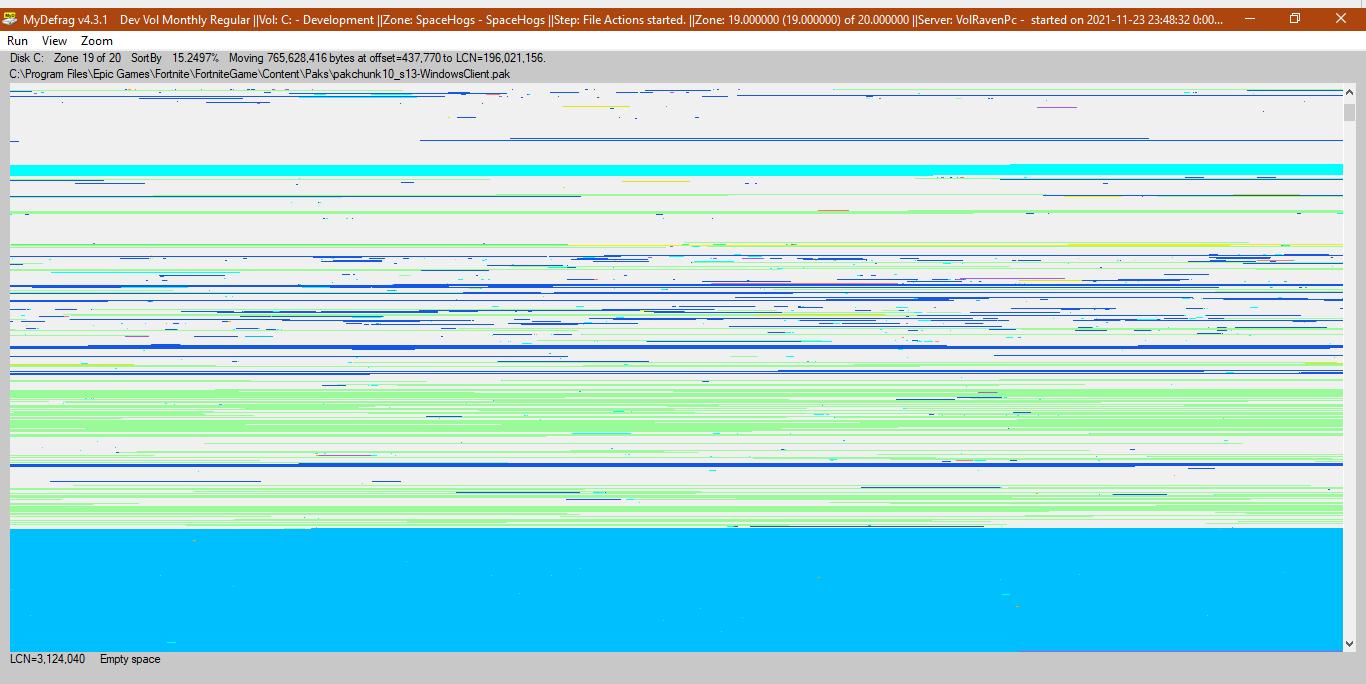 MyDefrag v4.3.1 Dev Vol Monthly Regular ||Vol: C: - Development ||Zone: SpaceHogs - SpaceHogs ||Step: File Actions started. ||Zone: 19.000000 (19.000000) of 20.000000 ||Server: VolRavenPc - started on 2021-11-23 23:48:32 0:00...
Run View Zoom
Disk C: Zone 19 of 20 SortBy 15.2497% Moving 765,628,416 bytes at offset=437,770 to LCN=196,021,156.
C:\Program Files\Epic Games\Fortnite\FortniteGame\Content\Paks\pakchunk10_s13-WindowsClient.pak
LCN=3,124,040 Empty space